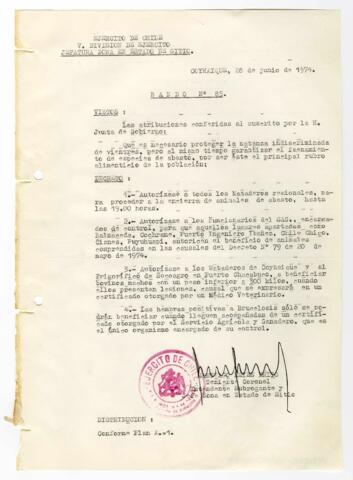 EJERCITO DE CHILE
V. DIVISION DE EJERCITO
JEFATURA ZONA EN ESTADO DE SITIO.
COYHAIQUE, 28 de junio de 1974.
B A N D O  Nº 85.
VISTOS:
Las atribuciones conferidas al suscrito por la H.
Junta de Gobierno:
Que es necesario proteger la matanza indiscriminada
de vientres, pero al mismo tiempo garantizar el faenamiento
de especies de abasto, por ser éste el principal rubro
alimenticio de la población:
DECRETO:
1.- Autorízase a todos los Mataderos regionales,
para proceder a la encierra de animales de abasto, hasta
las 19.00 horas.
2.- Autorízase a los Funcionarios del SAG.,
de control, para que aquellos lugares apartados como
Balmaceda, Cochrane, Puerto Ingeniero Ibáñez, Chile Chico,
Cisnes, Puyuhuapi, autoricen el beneficio de animales
comprendidos en las causales del Decreto Nº 79 de 20 de
mayo de 1974.
3.- Autorízase a los Mataderos de Coyhaique y al
Frigorífico de Socoagro en Puerto Chacabuco, a beneficiar
bovinos machos con un peso inferior a 300 kilos, cuando
ellos presenten lesiones, causal que se expresará en un
certificado otorgado por un Médico Veterinario.
4.- Las hembras positivas a Brucelosis sólo se
podrán beneficiar cuando lleguen acompañadas de un certificado
otorgado por el Servicio Agrícola y Ganadero, que es
el único organismo encargado de su control.
EJERCITO DE CHILE
Teniente Coronel
Intendente Subrogante y
Zona en Estado de Sitio
DISTRIBUCION :
Conforme Plan A.-1.